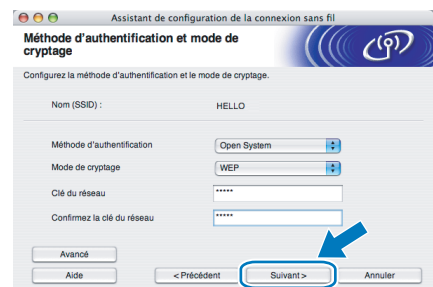 Assistant de configuration de la connexion sans fil
Méthode d'authentification et mode de
cryptage
Configurez la méthode d'authentification et le mode de cryptage.
Nom (SSID) : HELLO
Méthode d'authentification Open System
Mode de cryptage WEP
Clé du réseau *****
Confirmez la clé du réseau *****
Avancé
Aide < Précédent Suivant > Annuler